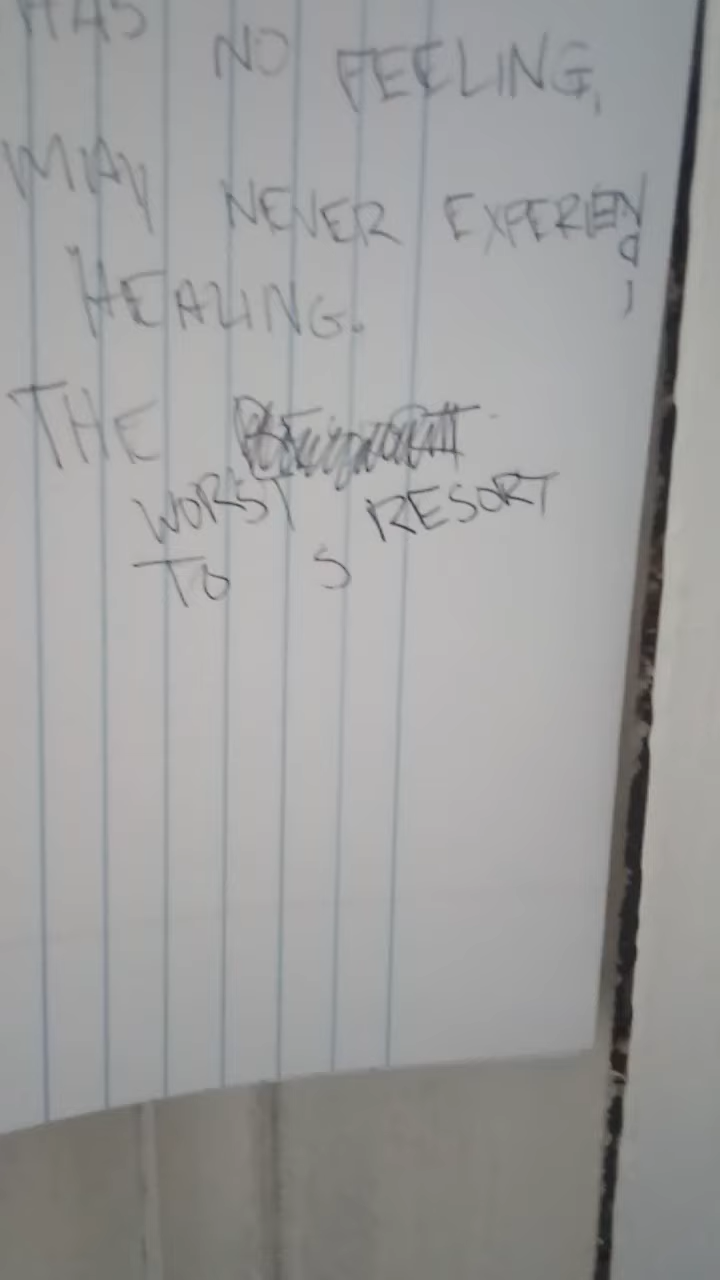 HAS NO FEELING,
MAY NEVER EXPERIEN
HEALING.
THE
WORST RESORT
TO S